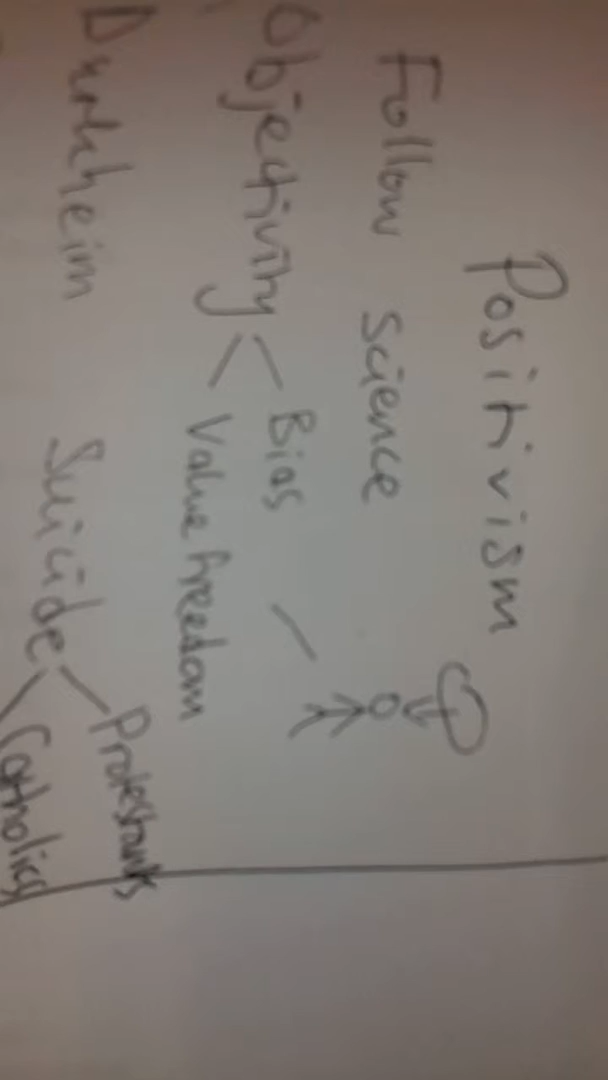 Positivism
Follow science
Objectivity
Bias
Value freedom
Durkheim
Suicide
Protestants
Catholics